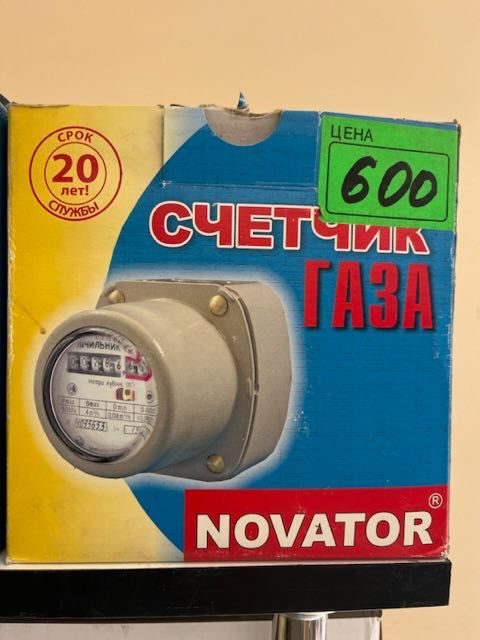 СРОК
20
лет!
СЛУЖБЫ
ЦЕНА
600
СЧЕТЧИК
ГАЗА
NOVATOR®